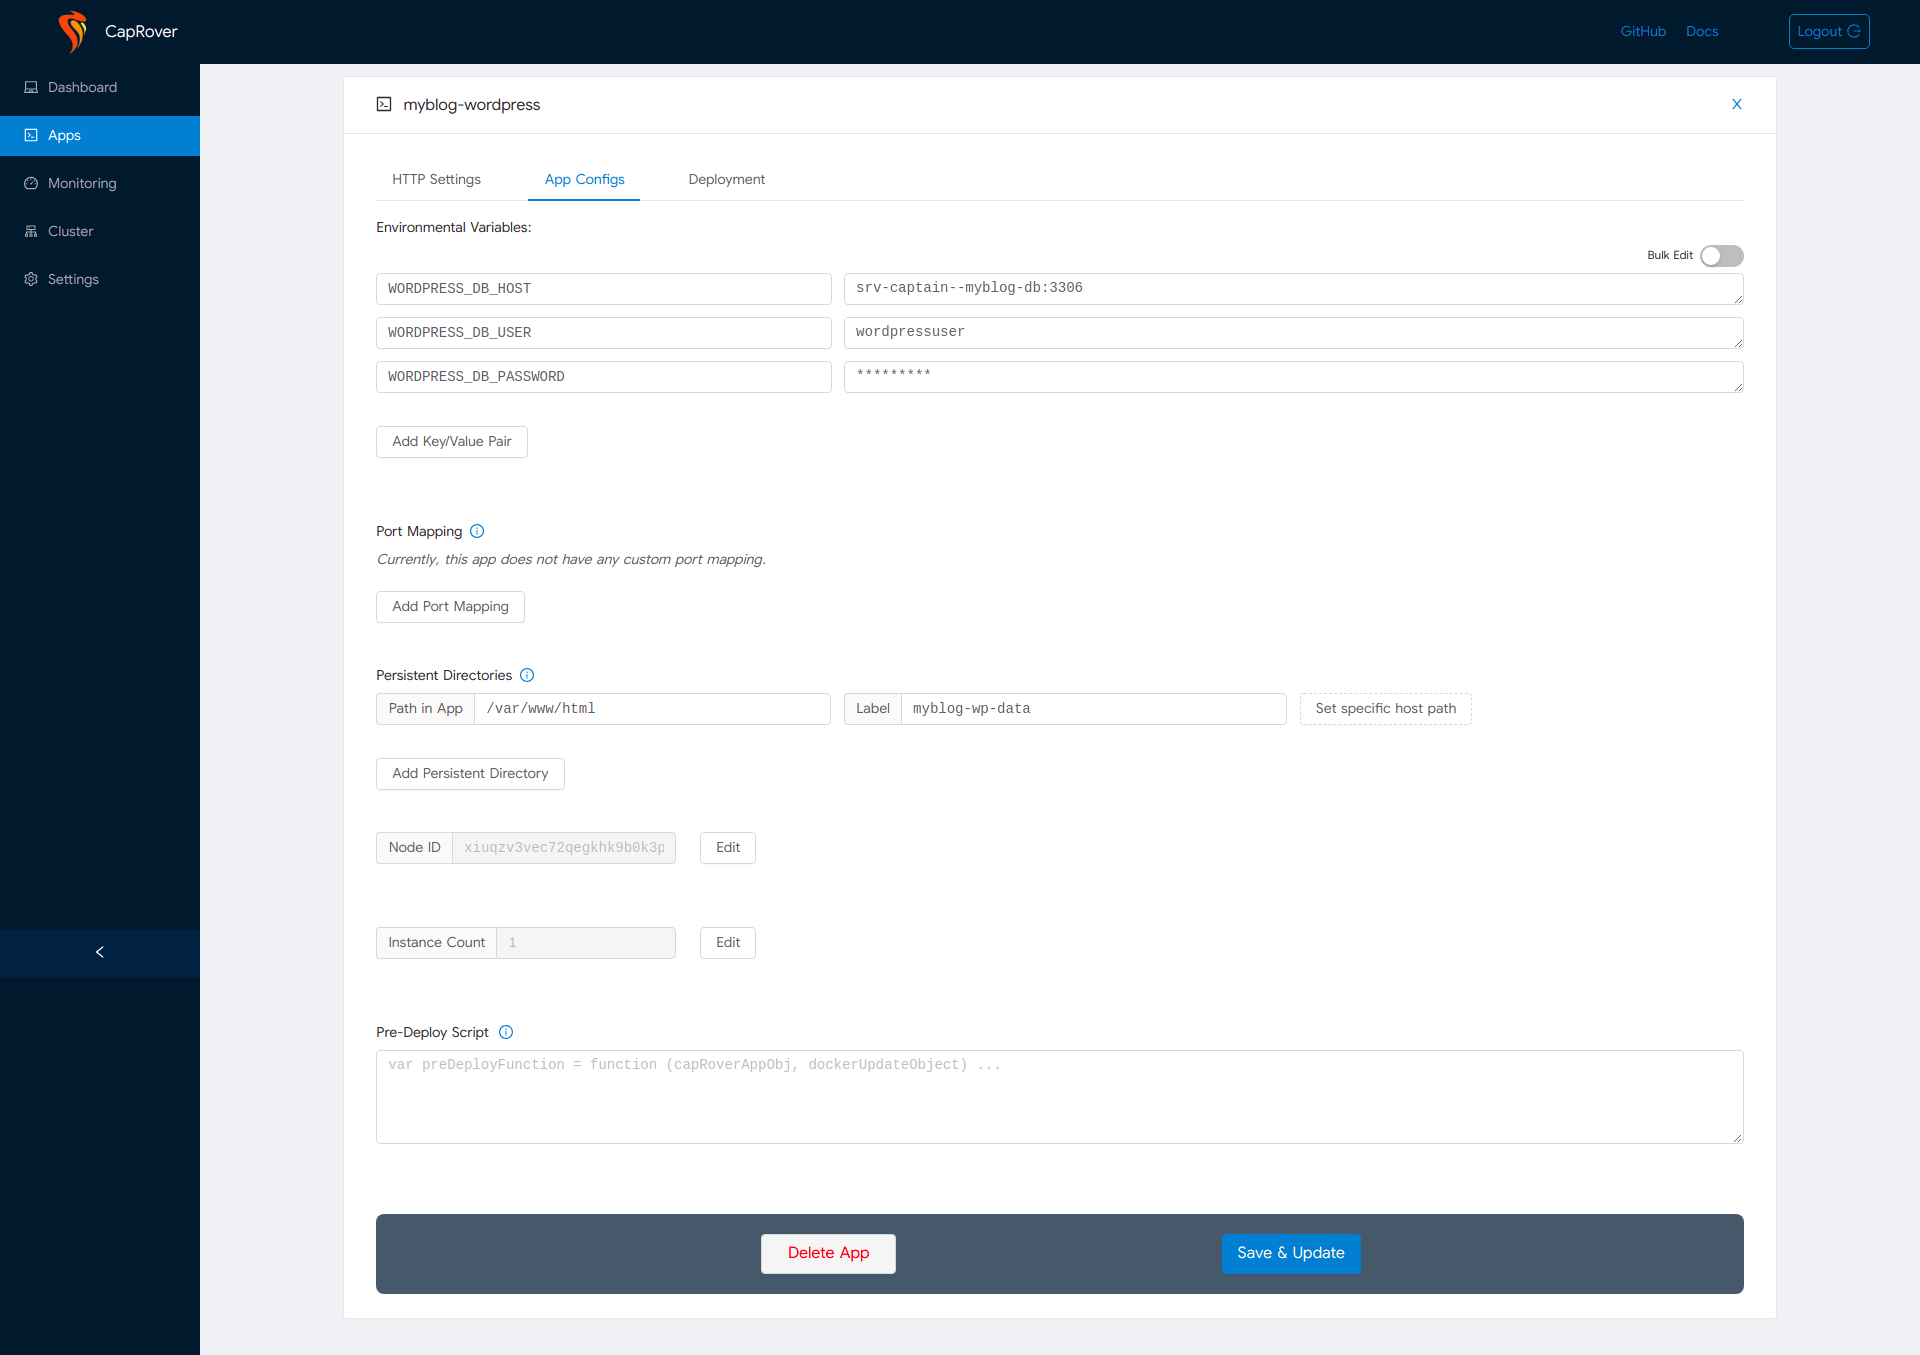 CapRover
GitHub Docs Logout
Dashboard
Apps
Monitoring
Cluster
Settings
myblog-wordpress
HTTP Settings App Configs Deployment
Environmental Variables:
Bulk Edit
WORDPRESS_DB_HOST srv-captain--myblog-db:3306
WORDPRESS_DB_USER wordpressuser
WORDPRESS_DB_PASSWORD *********
Add Key/Value Pair
Port Mapping
Currently, this app does not have any custom port mapping.
Add Port Mapping
Persistent Directories
Path in App /var/www/html Label myblog-wp-data Set specific host path
Add Persistent Directory
Node ID xiuqzv3vec72qegkhk9b0k3p Edit
Instance Count 1 Edit
Pre-Deploy Script
var preDeployFunction = function (capRoverAppObj, dockerUpdateObject) ...
Delete App Save & Update